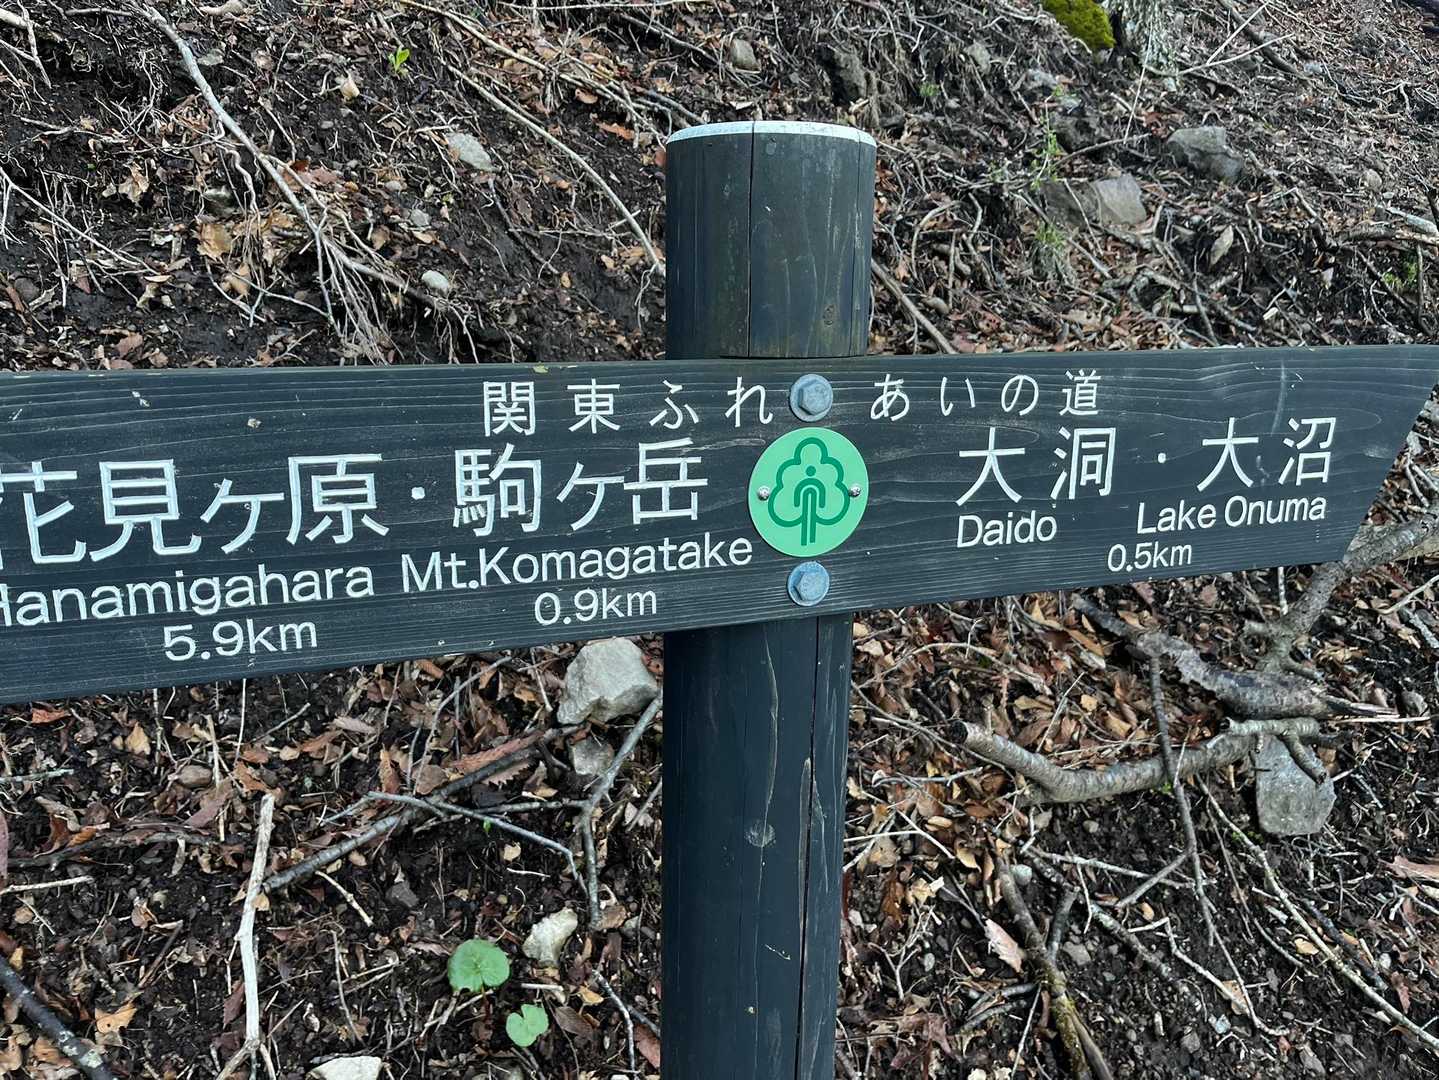 関東ふれあいの道
花見ヶ原・駒ヶ岳
Hanamigahara Mt.Komagatake
5.9km 0.9km
大洞・大沼
Daido Lake Onuma
0.5km